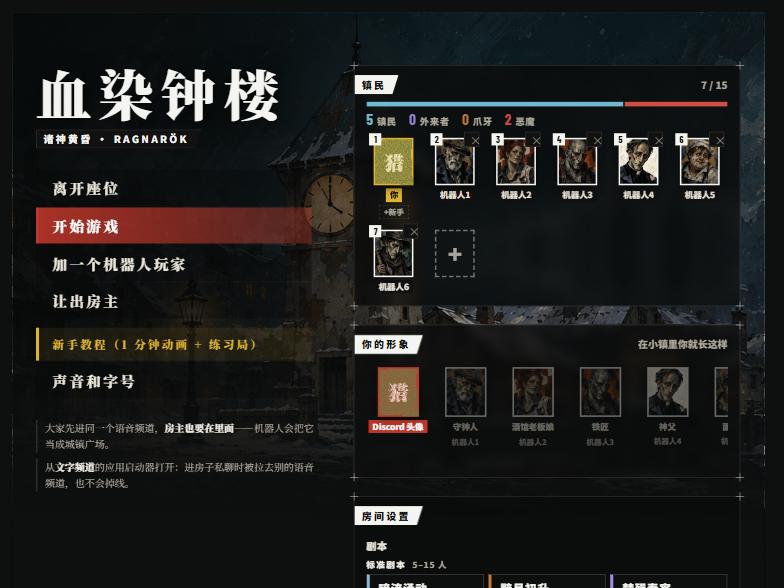 血染钟楼
诸神黄昏 • RAGNARÖK
离开座位
开始游戏
加一个机器人玩家
让出房主
新手教程（1 分钟动画 + 练习局）
声音和字号
大家先进同一个语音频道，房主也要在里面——机器人会把它
当成城镇广场。
从文字频道的应用启动器打开：进房子私聊时被拉去别的语音
频道，也不会掉线。
镇民
7 / 15
5 镇民 0 外来者 0 爪牙 2 恶魔
1 2 3 4 5 6
猎
你 机器人1 机器人2 机器人3 机器人4 机器人5
+新手
7
+
机器人6
你的形象
在小镇里你就长这样
猎
Discord 头像 守钟人 酒馆老板娘 铁匠 神父
机器人1 机器人2 机器人3 机器人4
房间设置
剧本
标准剧本 5–15 人